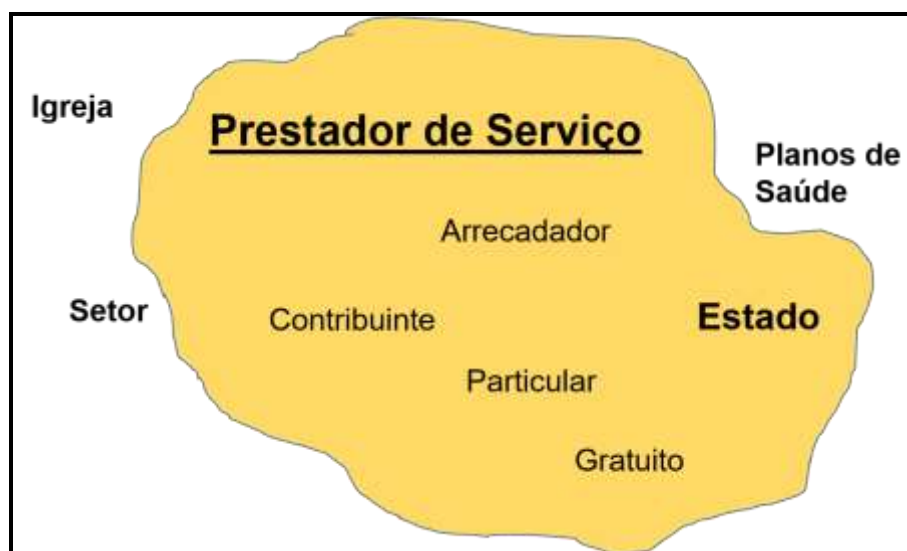 Igreja
Prestador de Serviço
Planos de
Saúde
Arrecadador
Setor
Contribuinte
Estado
Particular
Gratuito